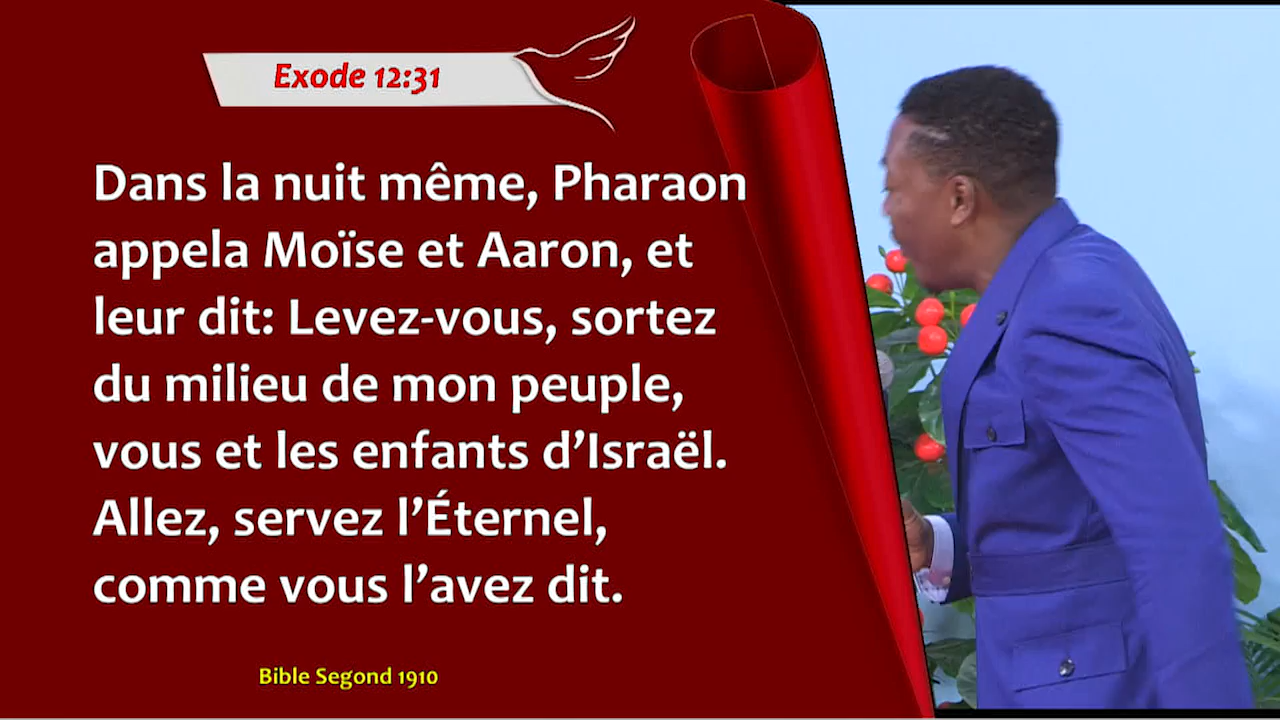 Exode 12:31
Dans la nuit même, Pharaon
appela Moïse et Aaron, et
leur dit: Levez-vous, sortez
du milieu de mon peuple,
vous et les enfants d’Israël.
Allez, servez l’Éternel,
comme vous l’avez dit.
Bible Segond 1910